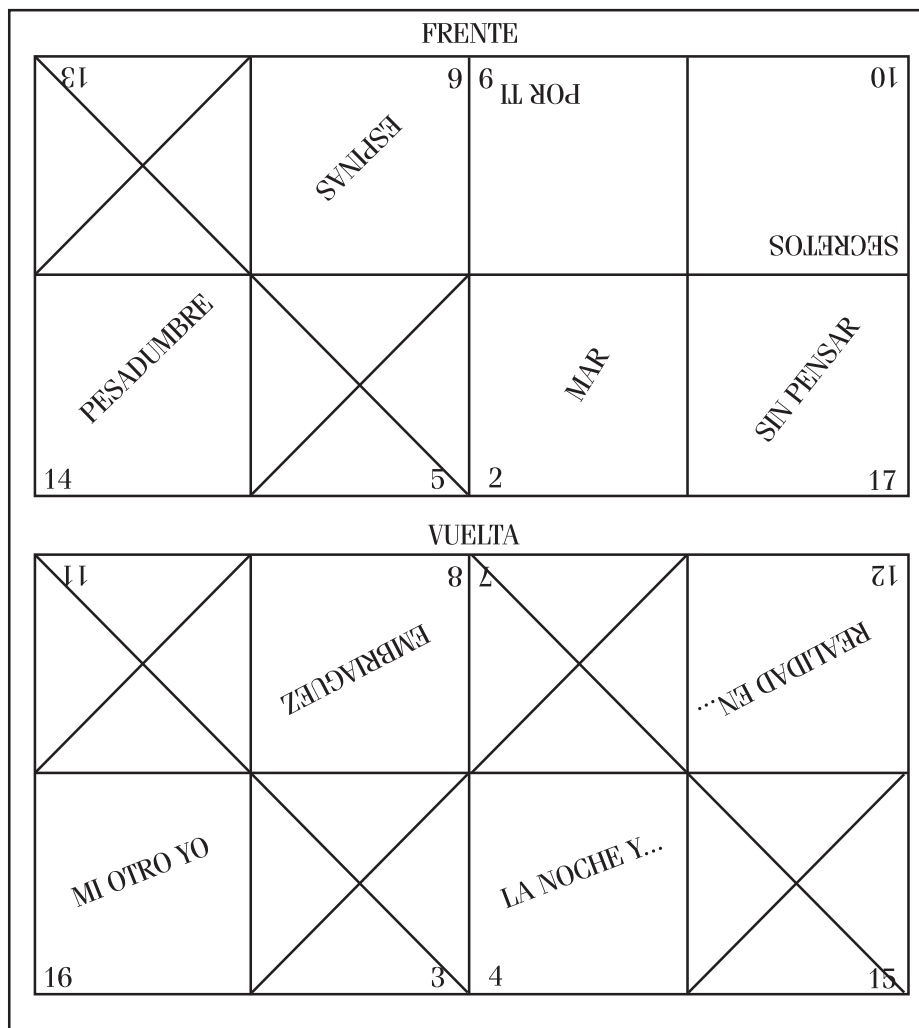 FRENTE
13
6
9
POR TI
10
ESPINAS
SECRETOS
PESADUMBRE
MAR
SIN PENSAR
14
5
2
17
VUELTA
11
8
7
12
EMBRIAGUEZ
REALIDAD EN...
MI OTRO YO
LA NOCHE Y...
16
3
4
15